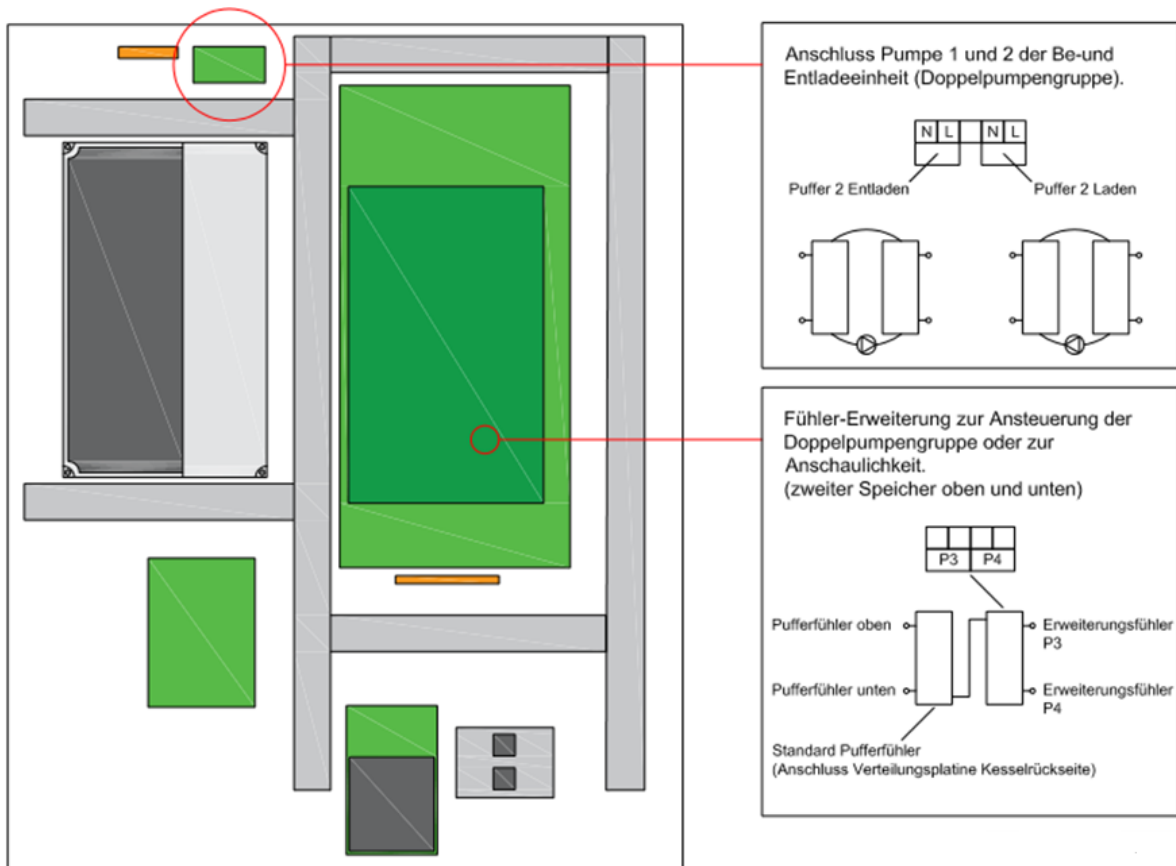 Anschluss Pumpe 1 und 2 der Be-und
Entladeeinheit (Doppelpumpengruppe).
N L N L
Puffer 2 Entladen Puffer 2 Laden
Fühler-Erweiterung zur Ansteuerung der
Doppelpumpengruppe oder zur
Anschaulichkeit.
(zweiter Speicher oben und unten)
P3 P4
Pufferfühler oben Erweiterungsfühler
P3
Pufferfühler unten Erweiterungsfühler
P4
Standard Pufferfühler
(Anschluss Verteilungsplatine Kesselrückseite)